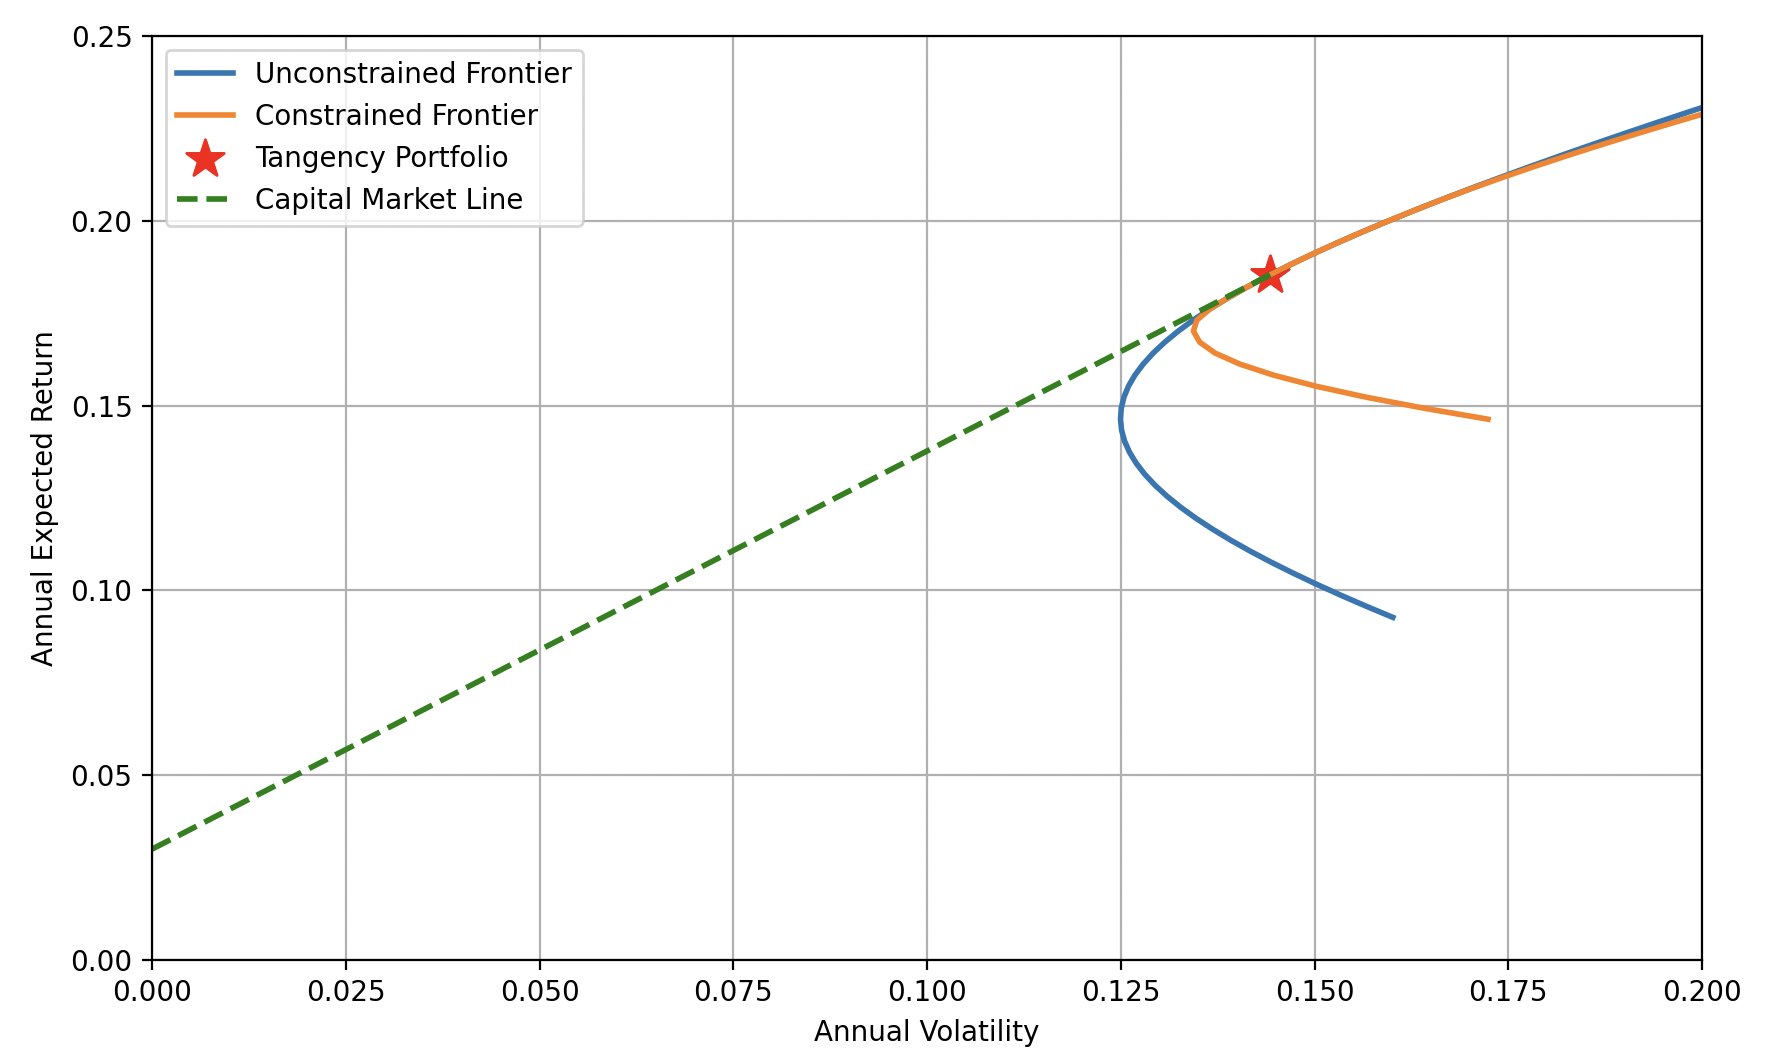 0.25
0.20
0.15
0.10
0.05
0.00
Annual Expected Return
Unconstrained Frontier
Constrained Frontier
Tangency Portfolio
Capital Market Line
0.000 0.025 0.050 0.075 0.100 0.125 0.150 0.175 0.200
Annual Volatility